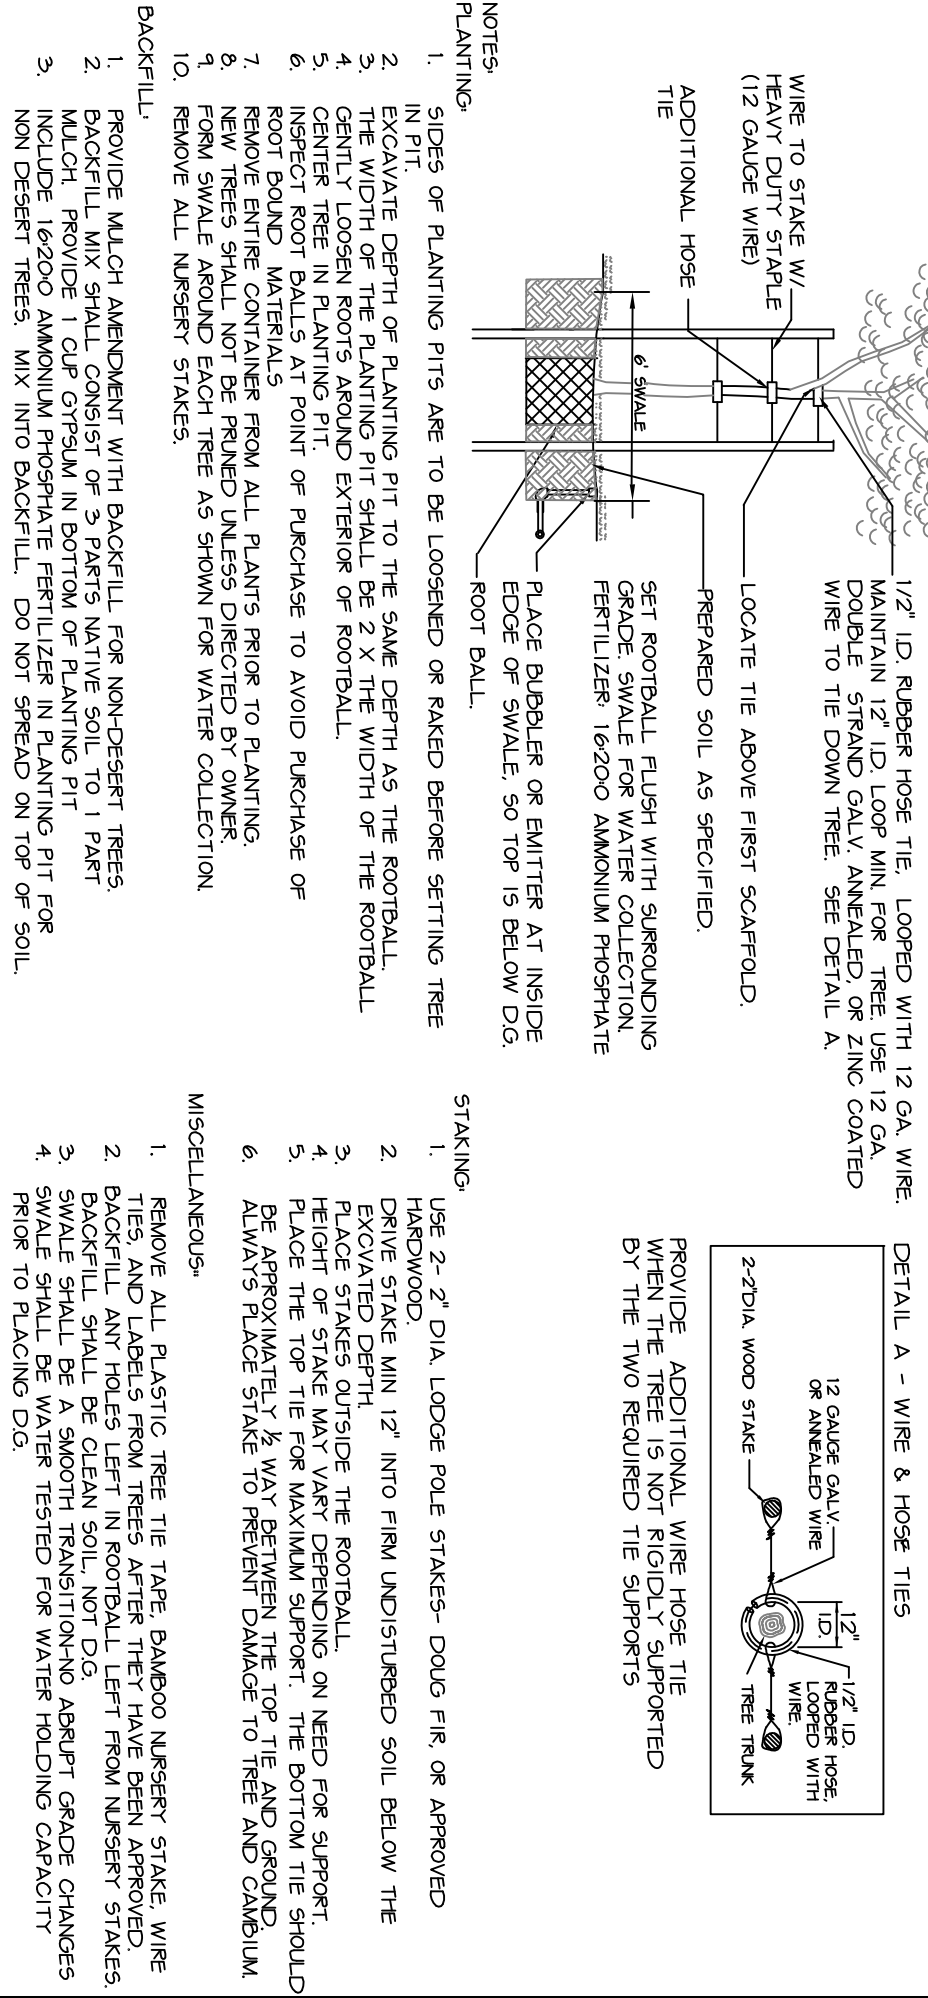 WIRE TO STAKE W/
HEAVY DUTY STAPLE
(12 GAUGE WIRE)
ADDITIONAL HOSE
TIE
6' SWALE
1/2" I.D. RUBBER HOSE TIE, LOOPED WITH 12 GA. WIRE.
MAINTAIN 12" I.D. LOOP MIN. FOR TREE. USE 12 GA.
DOUBLE STRAND GALV. ANNEALED, OR ZINC COATED
WIRE TO TIE DOWN TREE. SEE DETAIL A.
LOCATE TIE ABOVE FIRST SCAFFOLD.
PREPARED SOIL AS SPECIFIED.
SET ROOTBALL FLUSH WITH SURROUNDING
GRADE. SWALE FOR WATER COLLECTION.
FERTILIZER: 16:20:0 AMMONIUM PHOSPHATE
PLACE BUBBLER OR EMITTER AT INSIDE
EDGE OF SWALE, SO TOP IS BELOW D.G.
ROOT BALL.
DETAIL A - WIRE & HOSE TIES
12 GAUGE GALV.
OR ANNEALED WIRE
2-2"DIA. WOOD STAKE
12"
I.D.
1/2" I.D.
RUBBER HOSE,
LOOPED WITH
WIRE.
TREE TRUNK
PROVIDE ADDITIONAL WIRE HOSE TIE
WHEN THE TREE IS NOT RIGIDLY SUPPORTED
BY THE TWO REQUIRED TIE SUPPORTS
NOTES:
PLANTING:
1. SIDES OF PLANTING PITS ARE TO BE LOOSENED OR RAKED BEFORE SETTING TREE
IN PIT.
2. EXCAVATE DEPTH OF PLANTING PIT TO THE SAME DEPTH AS THE ROOTBALL.
3. THE WIDTH OF THE PLANTING PIT SHALL BE 2 X THE WIDTH OF THE ROOTBALL
4. GENTLY LOOSEN ROOTS AROUND EXTERIOR OF ROOTBALL.
5. CENTER TREE IN PLANTING PIT.
6. INSPECT ROOT BALLS AT POINT OF PURCHASE TO AVOID PURCHASE OF
ROOT BOUND MATERIALS
7. REMOVE ENTIRE CONTAINER FROM ALL PLANTS PRIOR TO PLANTING.
8. NEW TREES SHALL NOT BE PRUNED UNLESS DIRECTED BY OWNER.
9. FORM SWALE AROUND EACH TREE AS SHOWN FOR WATER COLLECTION.
10. REMOVE ALL NURSERY STAKES.
BACKFILL:
1. PROVIDE MULCH AMENDMENT WITH BACKFILL FOR NON-DESERT TREES.
2. BACKFILL MIX SHALL CONSIST OF 3 PARTS NATIVE SOIL TO 1 PART
MULCH. PROVIDE 1 CUP GYPSUM IN BOTTOM OF PLANTING PIT
3. INCLUDE 16:20:0 AMMONIUM PHOSPHATE FERTILIZER IN PLANTING PIT FOR
NON DESERT TREES. MIX INTO BACKFILL. DO NOT SPREAD ON TOP OF SOIL.
STAKING:
1. USE 2- 2" DIA. LODGE POLE STAKES- DOUG FIR, OR APPROVED
HARDWOOD.
2. DRIVE STAKE MIN 12" INTO FIRM UNDISTURBED SOIL BELOW THE
EXCVATED DEPTH.
3. PLACE STAKES OUTSIDE THE ROOTBALL.
4. HEIGHT OF STAKE MAY VARY DEPENDING ON NEED FOR SUPPORT.
5. PLACE THE TOP TIE FOR MAXIMUM SUPPORT. THE BOTTOM TIE SHOULD
BE APPROXIMATELY ½ WAY BETWEEN THE TOP TIE AND GROUND.
6. ALWAYS PLACE STAKE TO PREVENT DAMAGE TO TREE AND CAMBIUM.
MISCELLANEOUS:
1. REMOVE ALL PLASTIC TREE TIE TAPE, BAMBOO NURSERY STAKE, WIRE
TIES, AND LABELS FROM TREES AFTER THEY HAVE BEEN APPROVED.
2. BACKFILL ANY HOLES LEFT IN ROOTBALL LEFT FROM NURSERY STAKES.
BACKFILL SHALL BE CLEAN SOIL, NOT D.G.
3. SWALE SHALL BE A SMOOTH TRANSITION-NO ABRUPT GRADE CHANGES
4. SWALE SHALL BE WATER TESTED FOR WATER HOLDING CAPACITY
PRIOR TO PLACING D.G.